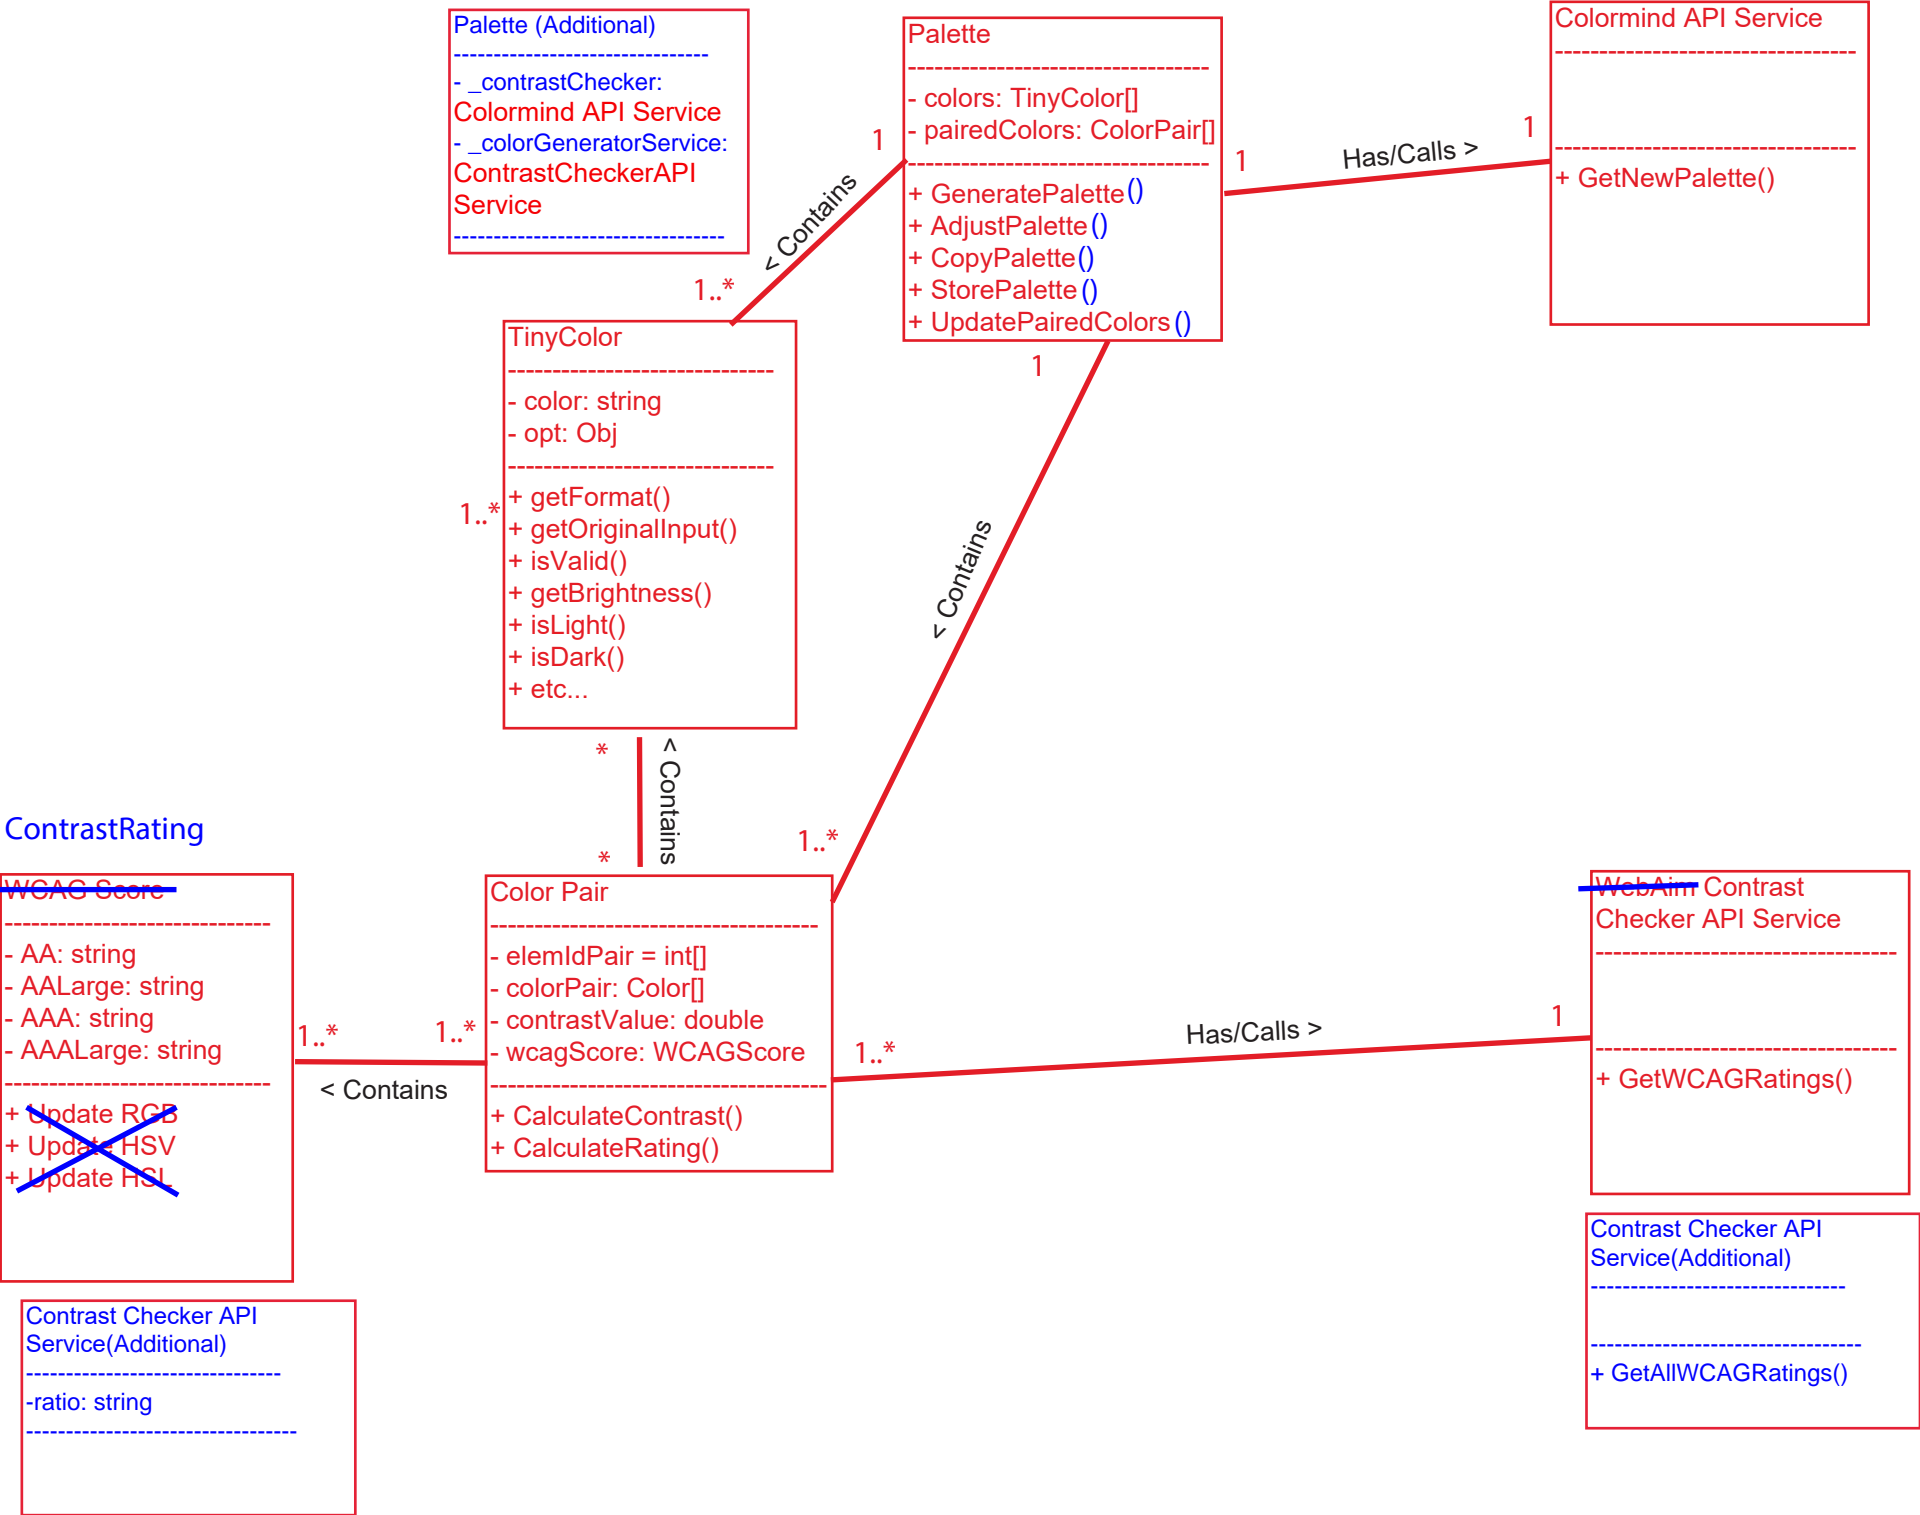 Palette (Additional)
--------------------------------
- _contrastChecker:
Colormind API Service
- _colorGeneratorService:
ContrastCheckerAPI
Service
----------------------------------
Palette
----------------------------------
- colors: TinyColor[]
- pairedColors: ColorPair[]
----------------------------------
+ GeneratePalette()
+ AdjustPalette()
+ CopyPalette()
+ StorePalette()
+ UpdatePairedColors()
Colormind API Service
----------------------------------
----------------------------------
+ GetNewPalette()
1
< Contains
1..*
1
Has/Calls >
1
TinyColor
------------------------------
- color: string
- opt: Obj
------------------------------
+ getFormat()
+ getOriginalInput()
+ isValid()
+ getBrightness()
+ isLight()
+ isDark()
+ etc...
1..*
1
< Contains
1..*
*
< Contains
*
ContrastRating
WCAG Score
------------------------------
- AA: string
- AALarge: string
- AAA: string
- AAALarge: string
------------------------------
+ Update RGB
+ Update HSV
+ Update HSL
1..*
1..*
< Contains
Color Pair
-------------------------------------
- elemIdPair = int[]
- colorPair: Color[]
- contrastValue: double
- wcagScore: WCAGScore
--------------------------------------
+ CalculateContrast()
+ CalculateRating()
1..*
Has/Calls >
1
WebAim Contrast
Checker API Service
----------------------------------
----------------------------------
+ GetWCAGRatings()
Contrast Checker API
Service(Additional)
--------------------------------
----------------------------------
+ GetAllWCAGRatings()
Contrast Checker API
Service(Additional)
--------------------------------
-ratio: string
----------------------------------